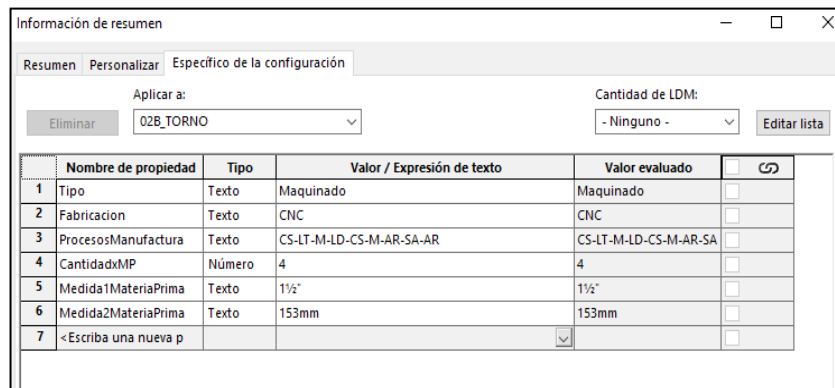 Información de resumen
Resumen Personalizar Específico de la configuración
Aplicar a: Cantidad de LDM:
Eliminar 02B_TORNO - Ninguno - Editar lista
Nombre de propiedad Tipo Valor / Expresión de texto Valor evaluado
1 Tipo Texto Maquinado Maquinado
2 Fabricacion Texto CNC CNC
3 ProcesosManufactura Texto CS-LT-M-LD-CS-M-AR-SA-AR CS-LT-M-LD-CS-M-AR-SA
4 CantidadxMP Número 4 4
5 Medida1MateriaPrima Texto 1½" 1½"
6 Medida2MateriaPrima Texto 153mm 153mm
7 <Escriba una nueva p